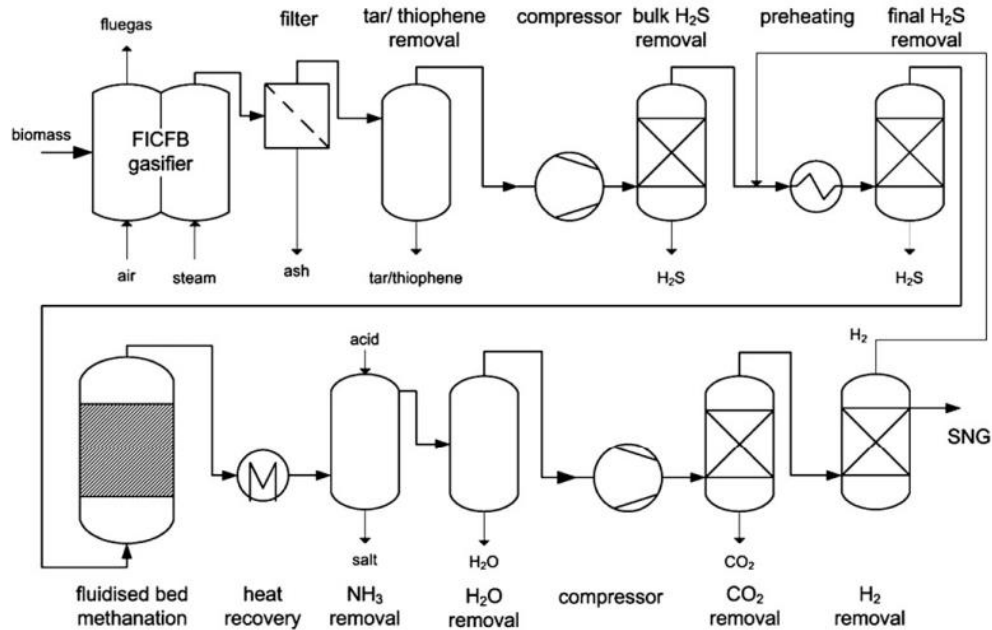 fluegas
filter
tar/ thiophene
removal
compressor
bulk H₂S
removal
preheating
final H₂S
removal
biomass
FICFB
gasifier
air
steam
ash
tar/thiophene
H₂S
H₂S
acid
H₂
SNG
salt
H₂O
CO₂
fluidised bed
methanation
heat
recovery
NH₃
removal
H₂O
removal
compressor
CO₂
removal
H₂
removal